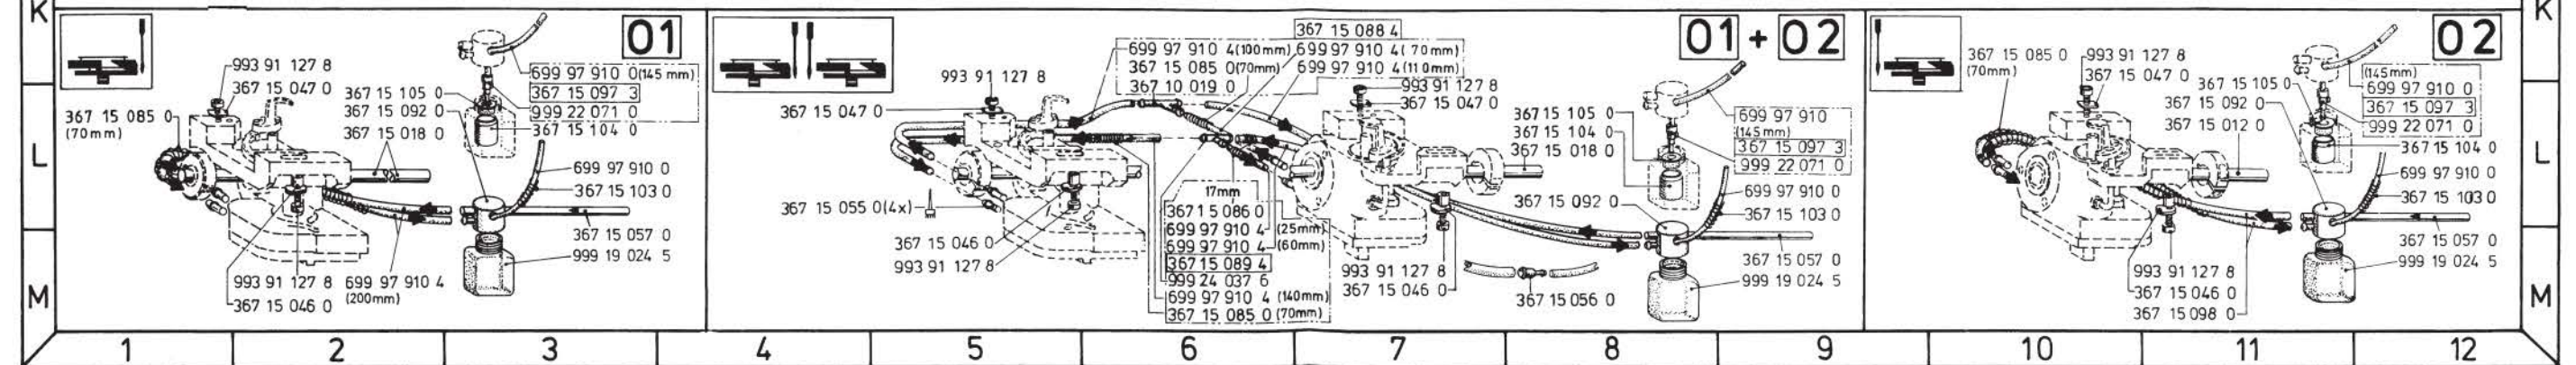 K
L
M
01
993 91 127 8
367 15 047 0
367 15 085 0
(70mm)
367 15 105 0
367 15 092 0
367 15 018 0
699 97 910 0(145 mm)
367 15 097 3
999 22 071 0
367 15 104 0
699 97 910 0
367 15 103 0
367 15 057 0
999 19 024 5
993 91 127 8
367 15 046 0
699 97 910 4
(200mm)
01 + 02
993 91 127 8
367 15 047 0
367 15 088 4
699 97 910 4(100mm)
699 97 910 4(70mm)
367 15 085 0(70mm)
699 97 910 4(110mm)
367 10 019 0
993 91 127 8
367 15 047 0
367 15 105 0
367 15 104 0
367 15 018 0
699 97 910
(145 mm)
367 15 097 3
999 22 071 0
699 97 910 0
367 15 103 0
367 15 092 0
367 15 057 0
999 19 024 5
367 15 055 0(4x)
367 15 046 0
993 91 127 8
17mm
367 15 086 0
699 97 910 4
(25mm)
699 97 910 4
(60mm)
367 15 089 4
999 24 037 6
699 97 910 4 (140mm)
367 15 085 0(70mm)
993 91 127 8
367 15 046 0
367 15 056 0
02
367 15 085 0
(70mm)
993 91 127 8
367 15 047 0
367 15 105 0
367 15 092 0
367 15 012 0
(145mm)
699 97 910 0
367 15 097 3
999 22 071 0
367 15 104 0
699 97 910 0
367 15 103 0
367 15 057 0
999 19 024 5
993 91 127 8
367 15 046 0
367 15 098 0
K
L
M
1 2 3 4 5 6 7 8 9 10 11 12